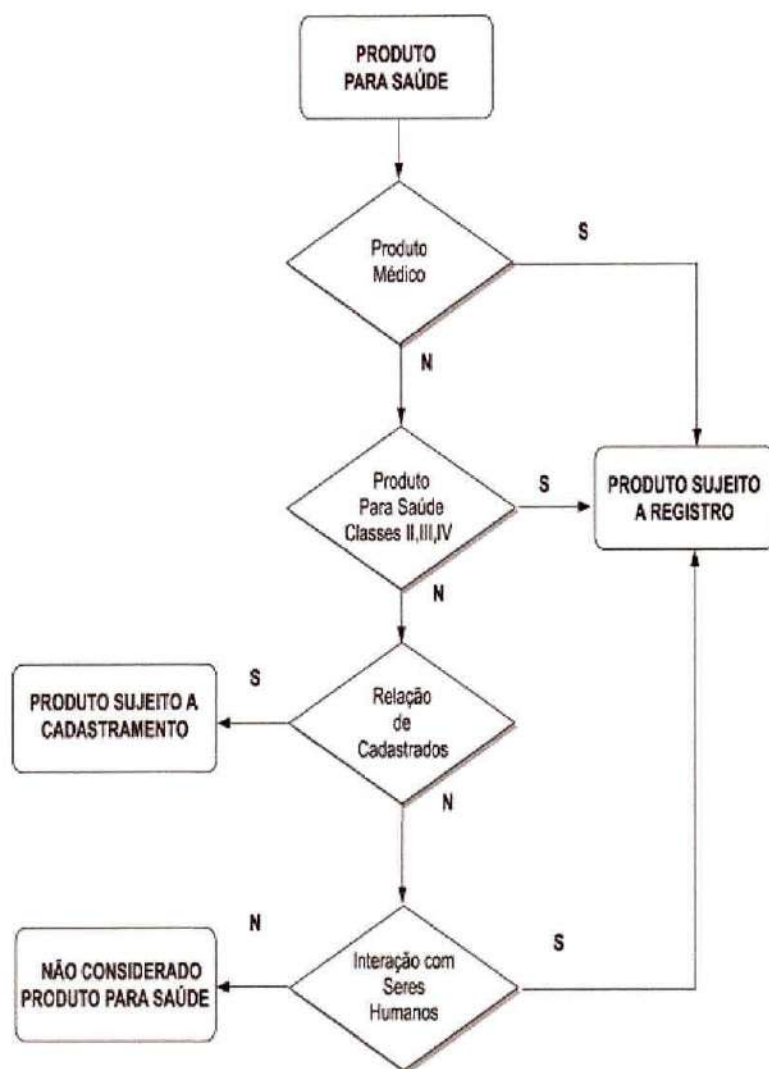 PRODUTO
PARA SAÚDE
Produto
Médico
S
N
Produto
Para Saúde
Classes II,III,IV
S
PRODUTO SUJEITO
A REGISTRO
N
PRODUTO SUJEITO A
CADASTRAMENTO
S
Relação
de
Cadastrados
N
NÃO CONSIDERADO
PRODUTO PARA SAÚDE
N
Interação com
Seres
Humanos
S